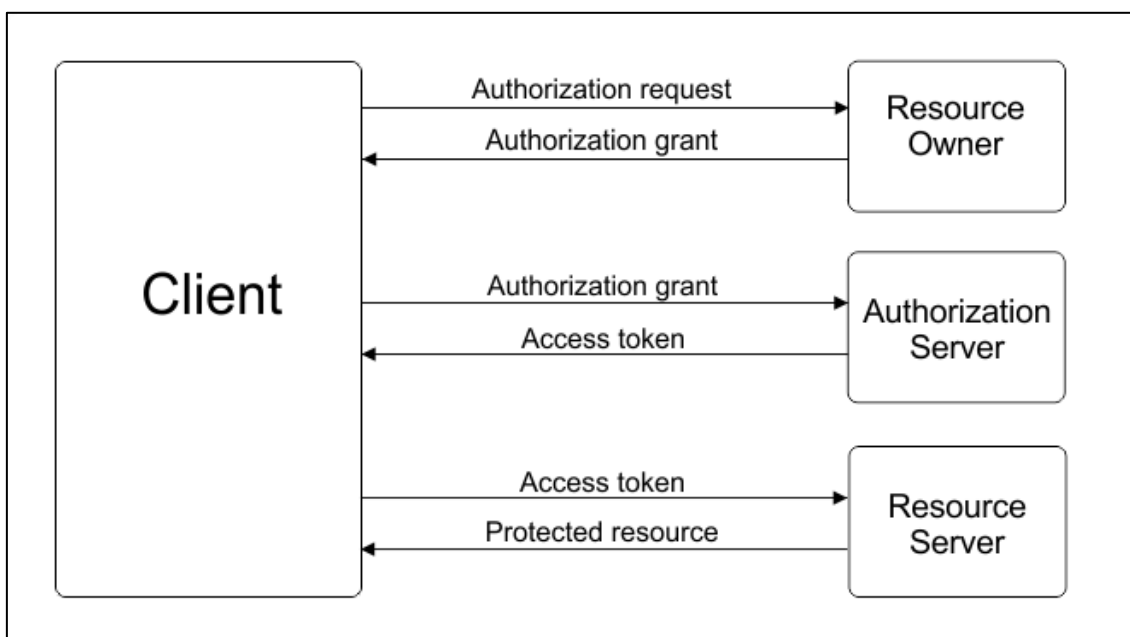 Authorization request
Authorization grant
Resource
Owner
Client
Authorization grant
Access token
Authorization
Server
Access token
Protected resource
Resource
Server